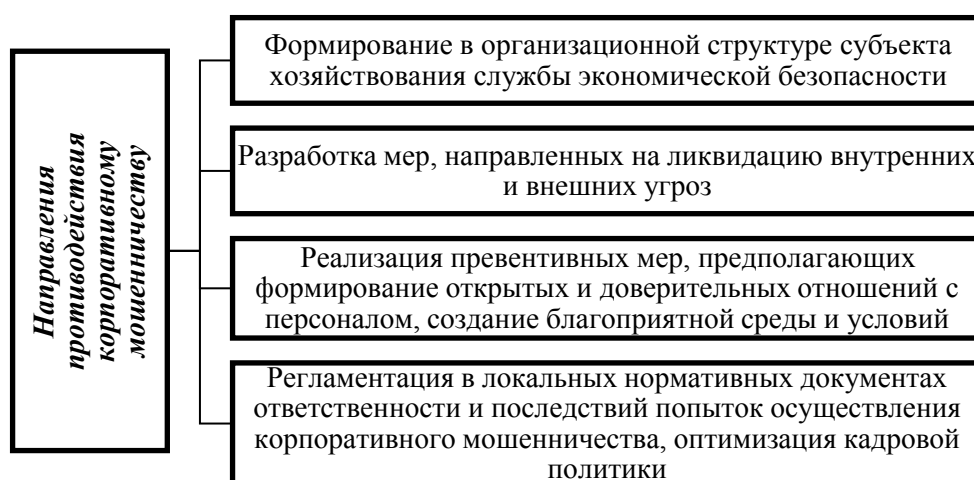 Направления
противодействия
корпоративному
мошенничеству
Формирование в организационной структуре субъекта
хозяйствования службы экономической безопасности
Разработка мер, направленных на ликвидацию внутренних
и внешних угроз
Реализация превентивных мер, предполагающих
формирование открытых и доверительных отношений с
персоналом, создание благоприятной среды и условий
Регламентация в локальных нормативных документах
ответственности и последствий попыток осуществления
корпоративного мошенничества, оптимизация кадровой
политики